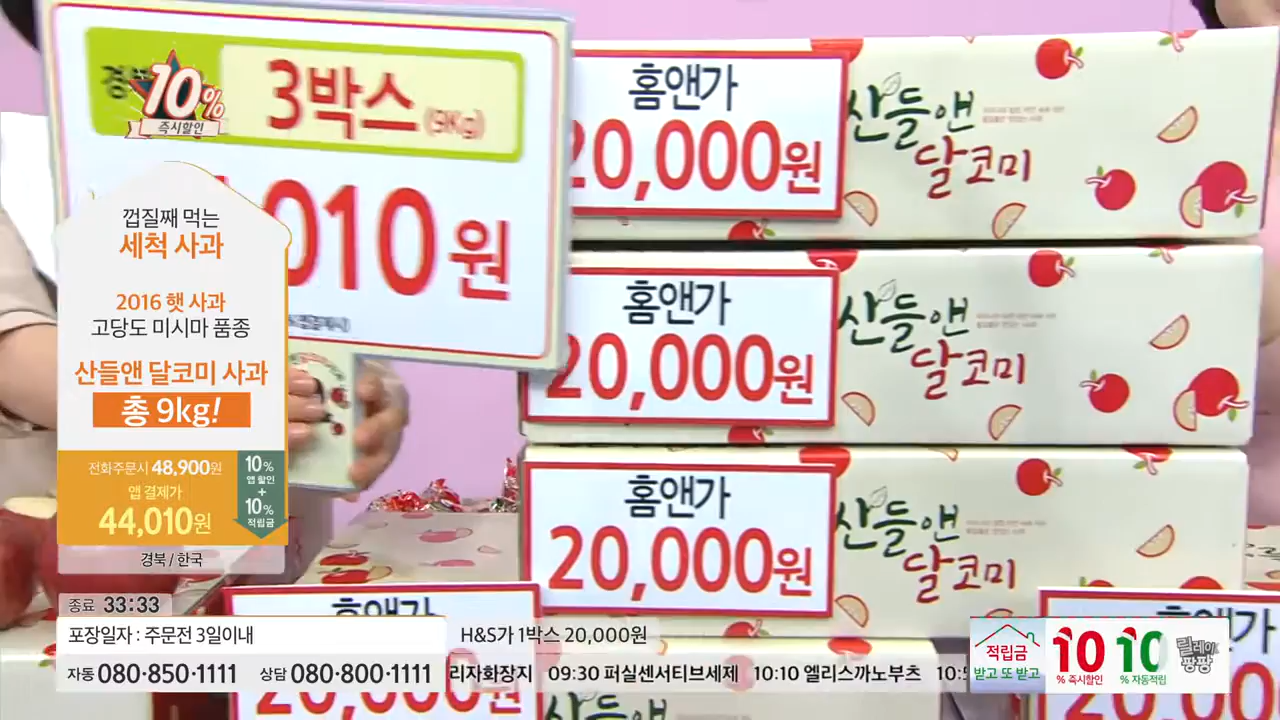 3박스 (9Kg)
10%
즉시할인
010원
껍질째 먹는
세척 사과
2016 햇 사과
고당도 미시마 품종
산들앤 달코미 사과
총 9kg!
전화주문시 48,900원
앱 결제가
44,010원
10%
앱 할인
+
10%
적립금
경북 / 한국
홈앤가
20,000원
산들앤
달코미
홈앤가
20,000원
산들앤
달코미
홈앤가
20,000원
산들앤
달코미
홈앤가
20,000원
산들앤
종료 33:33
포장일자 : 주문전 3일이내
H&S가 1박스 20,000원
자동 080·850·1111 상담 080·800·1111
리자화장지 09:30 퍼실센서티브세제 10:10 엘리스까노부츠
적립금
받고 또 받고
10
% 즉시할인
10
% 자동적립
릴레이
팡팡